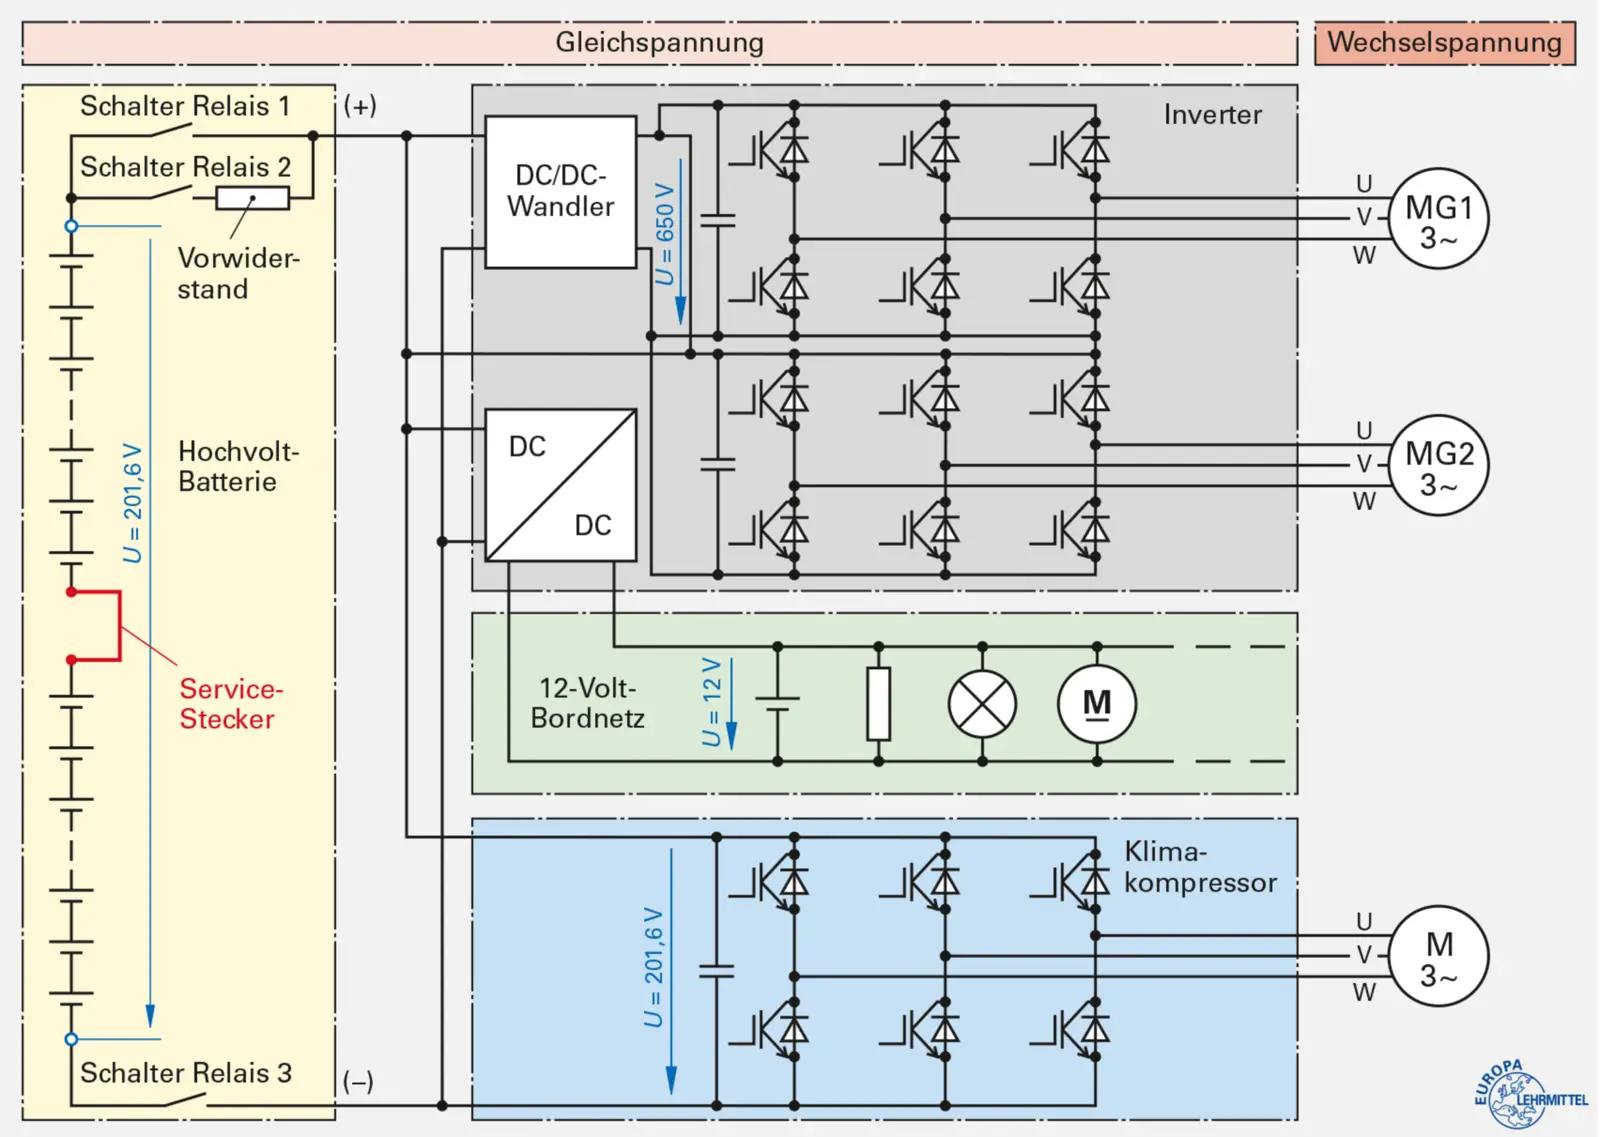 Gleichspannung
Wechselspannung
Schalter Relais 1
(+)
Schalter Relais 2
Vorwider-
stand
Hochvolt-
Batterie
U = 201,6 V
Service-
Stecker
Schalter Relais 3
(–)
DC/DC-
Wandler
U = 650 V
Inverter
DC
DC
U
V
W
MG1
3~
U
V
W
MG2
3~
12-Volt-
Bordnetz
U = 12 V
M
U = 201,6 V
Klima-
kompressor
U
V
W
M
3~
EUROPA
LEHRMITTEL